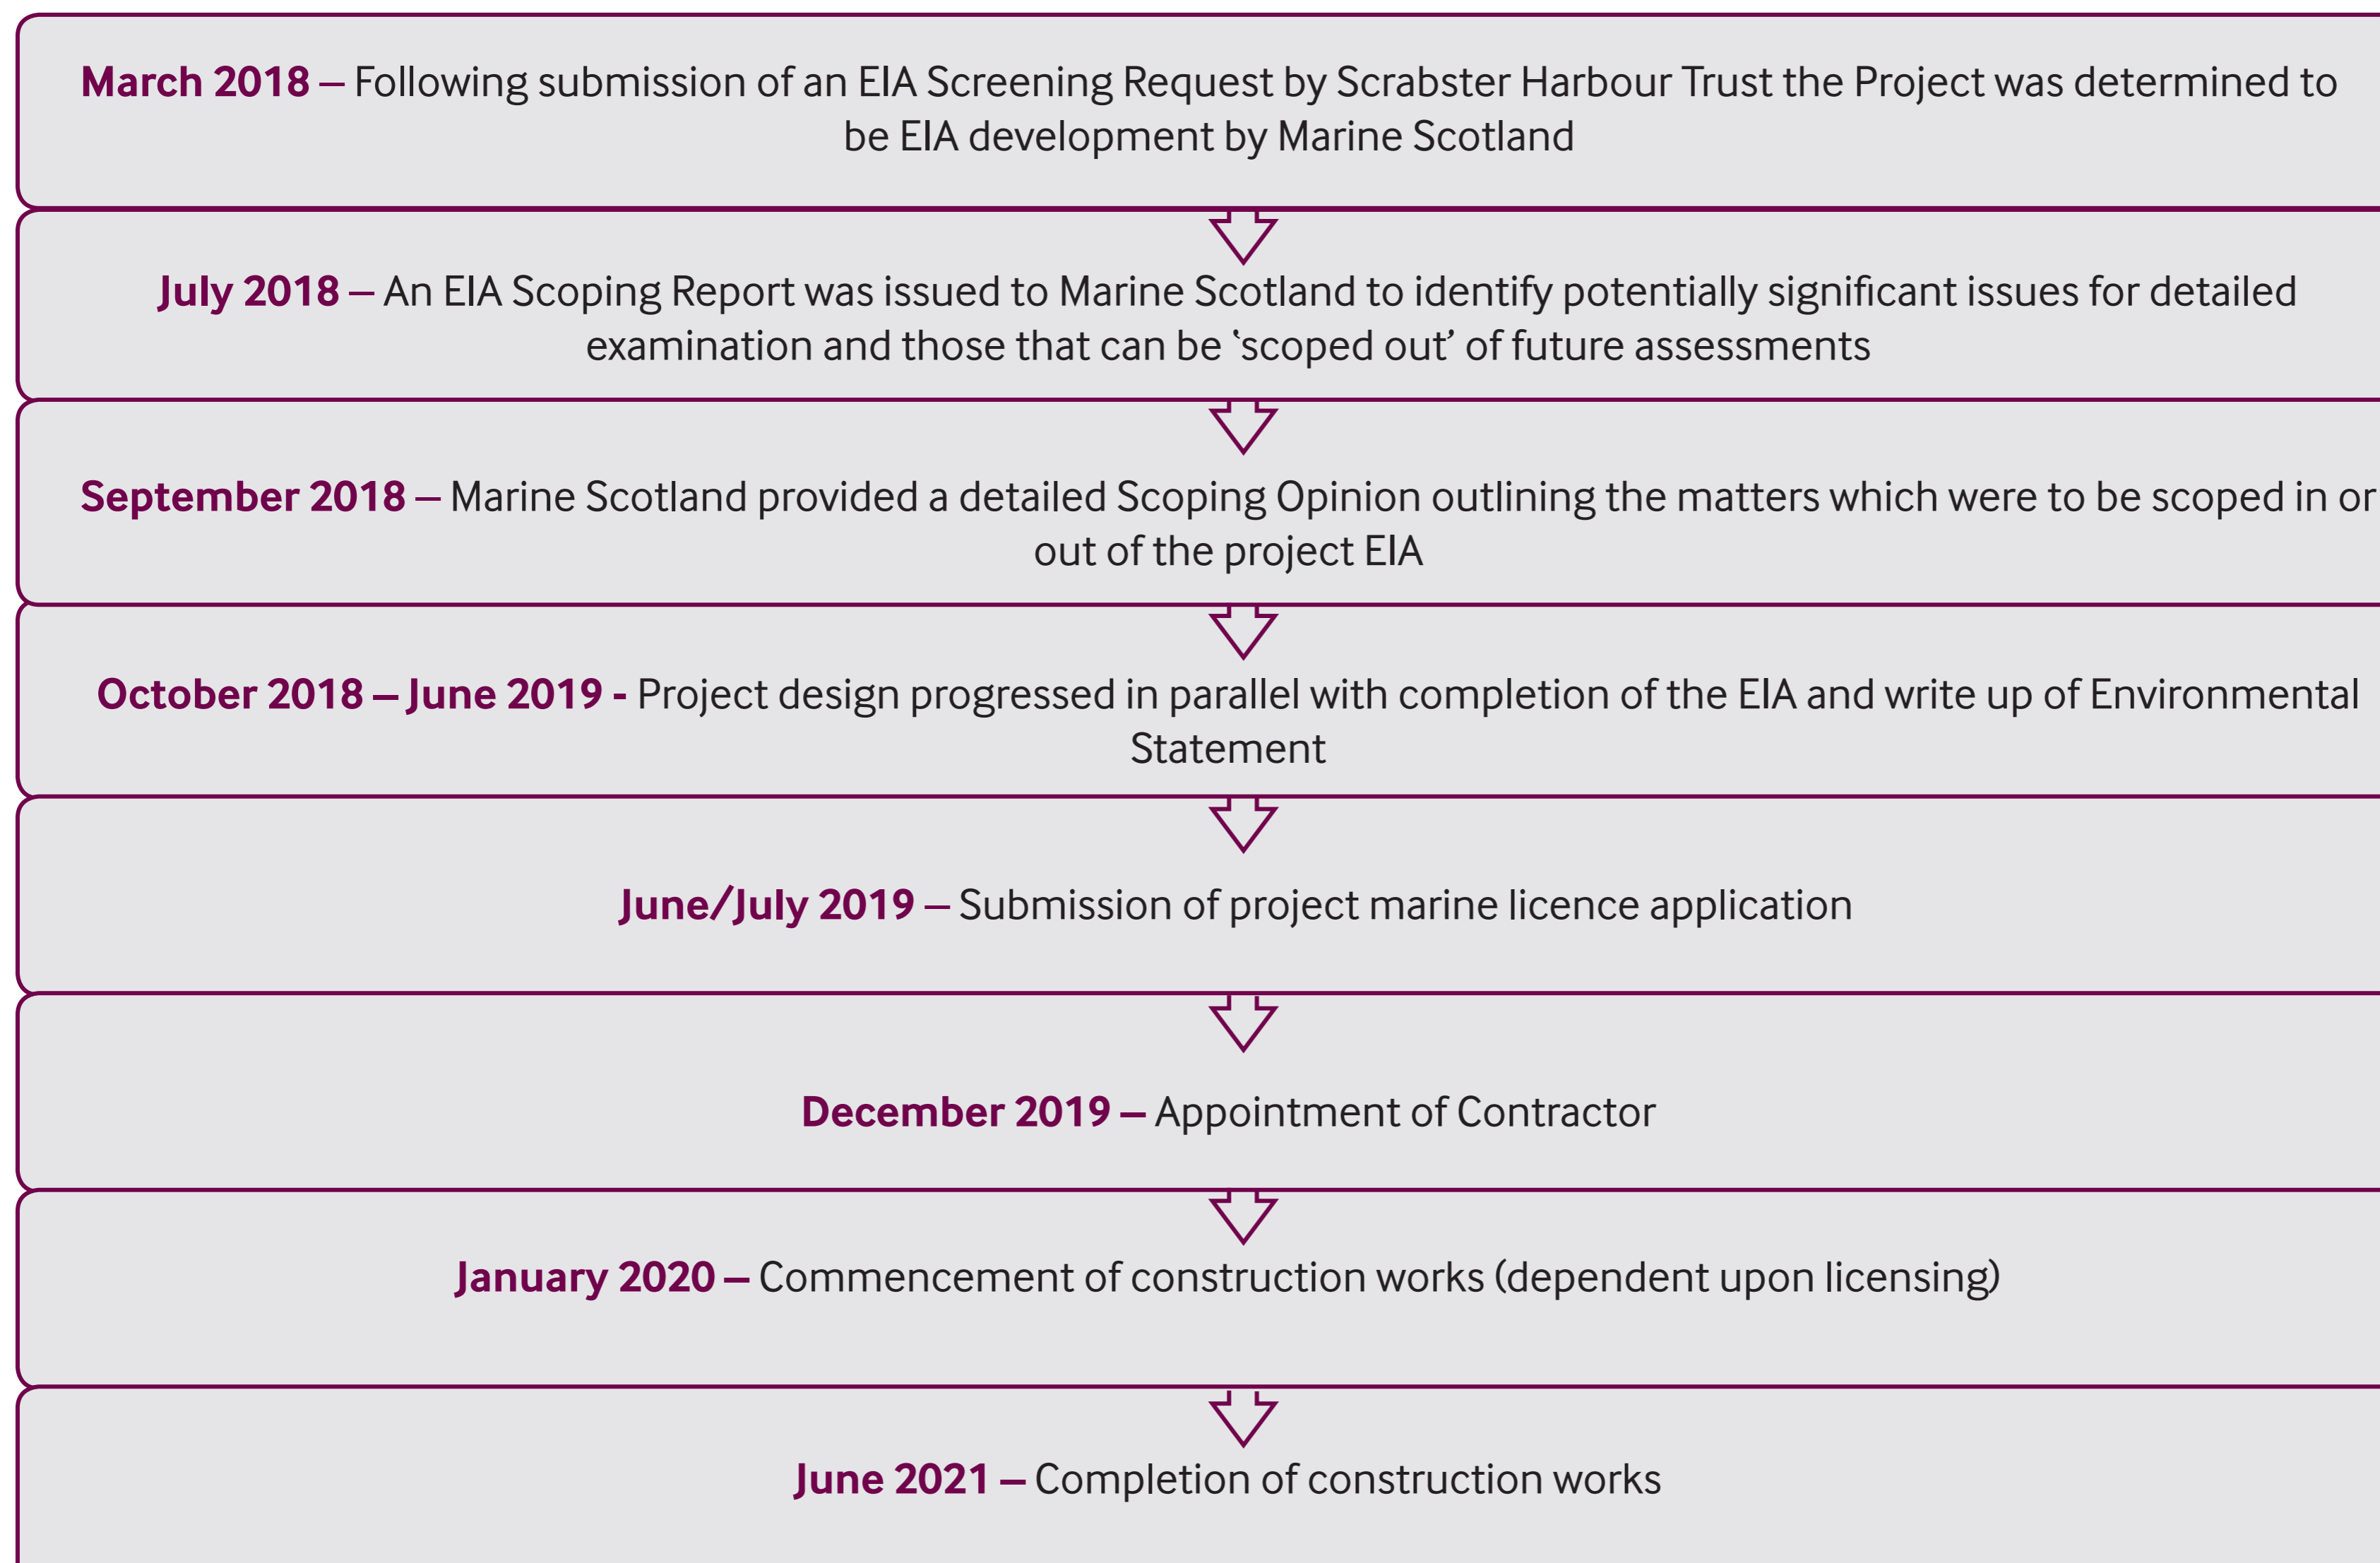 March 2018 – Following submission of an EIA Screening Request by Scrabster Harbour Trust the Project was determined to
be EIA development by Marine Scotland
July 2018 – An EIA Scoping Report was issued to Marine Scotland to identify potentially significant issues for detailed
examination and those that can be ‘scoped out’ of future assessments
September 2018 – Marine Scotland provided a detailed Scoping Opinion outlining the matters which were to be scoped in or
out of the project EIA
October 2018 – June 2019 - Project design progressed in parallel with completion of the EIA and write up of Environmental
Statement
June/July 2019 – Submission of project marine licence application
December 2019 – Appointment of Contractor
January 2020 – Commencement of construction works (dependent upon licensing)
June 2021 – Completion of construction works